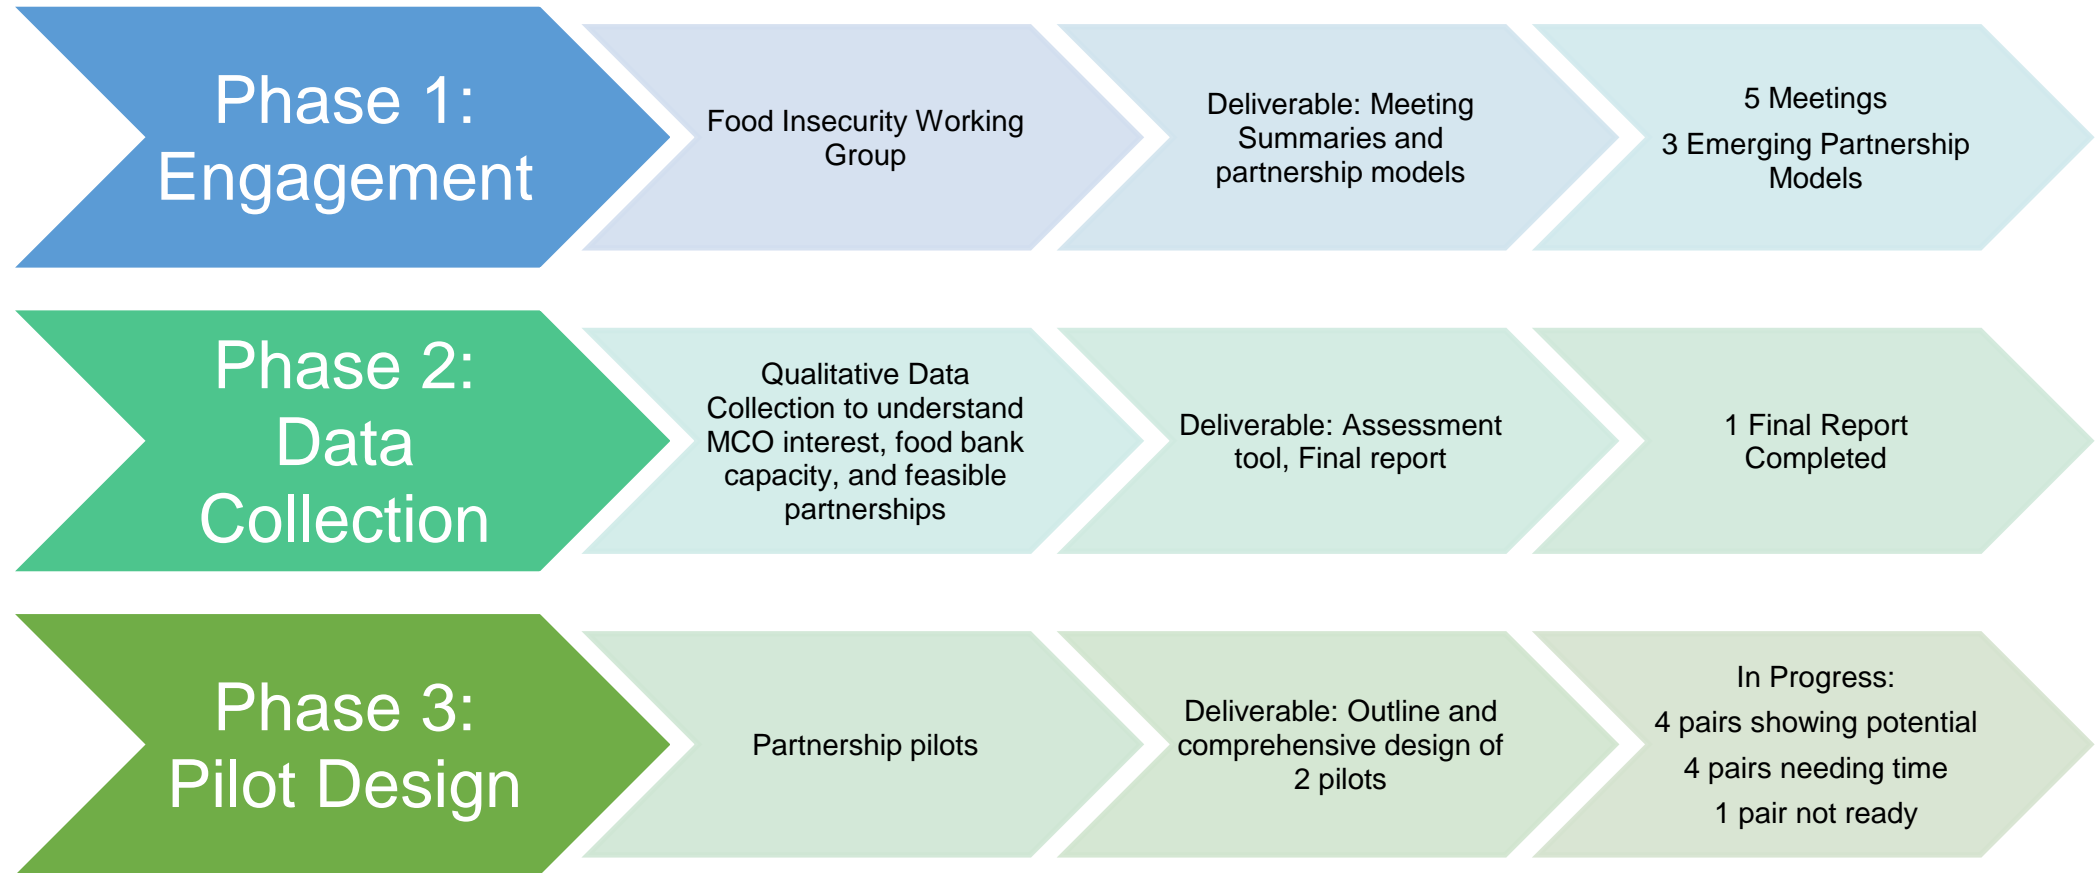 Phase 1:
Engagement
Food Insecurity Working
Group
Deliverable: Meeting
Summaries and
partnership models
5 Meetings
3 Emerging Partnership
Models
Phase 2:
Data
Collection
Qualitative Data
Collection to understand
MCO interest, food bank
capacity, and feasible
partnerships
Deliverable: Assessment
tool, Final report
1 Final Report
Completed
Phase 3:
Pilot Design
Partnership pilots
Deliverable: Outline and
comprehensive design of
2 pilots
In Progress:
4 pairs showing potential
4 pairs needing time
1 pair not ready